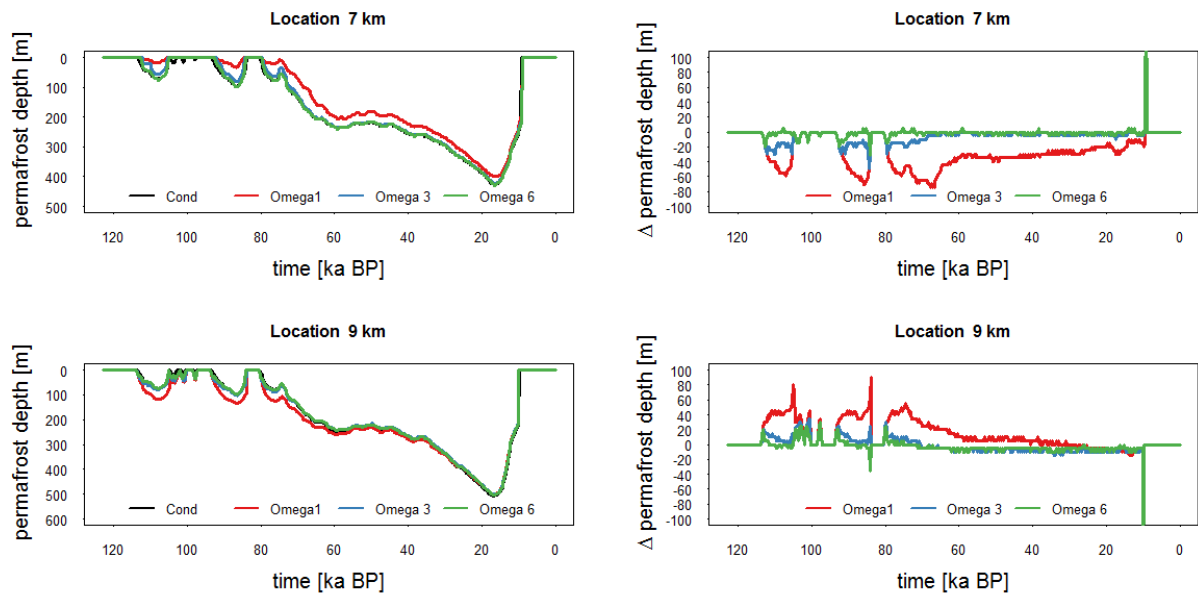 Location 7 km
permafrost depth [m]
0
100
200
300
400
500
Cond Omega1 Omega 3 Omega 6
120 100 80 60 40 20 0
time [ka BP]
Location 7 km
Δ permafrost depth [m]
100
80
60
40
20
0
-20
-40
-60
-80
-100
Omega1 Omega 3 Omega 6
120 100 80 60 40 20 0
time [ka BP]
Location 9 km
permafrost depth [m]
0
100
200
300
400
500
600
Cond Omega1 Omega 3 Omega 6
120 100 80 60 40 20 0
time [ka BP]
Location 9 km
Δ permafrost depth [m]
100
80
60
40
20
0
-20
-40
-60
-80
-100
Omega1 Omega 3 Omega 6
120 100 80 60 40 20 0
time [ka BP]